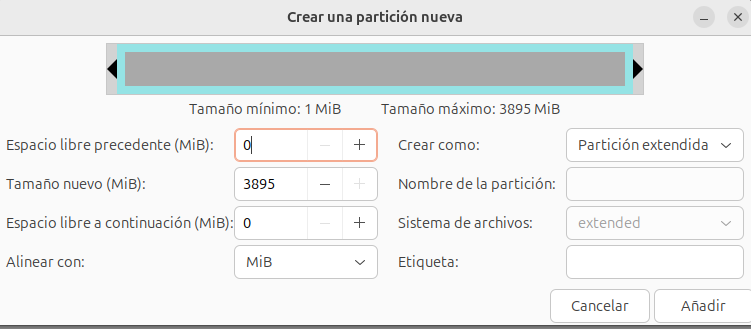 Crear una partición nueva
Tamaño mínimo: 1 MiB Tamaño máximo: 3895 MiB
Espacio libre precedente (MiB): 0 Crear como: Partición extendida
Tamaño nuevo (MiB): 3895 Nombre de la partición:
Espacio libre a continuación (MiB): 0 Sistema de archivos: extended
Alinear con: MiB Etiqueta:
Cancelar Añadir